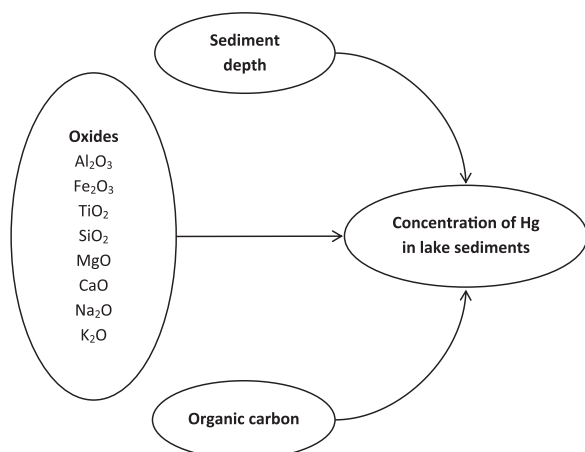 Sediment
depth
Oxides
Al₂O₃
Fe₂O₃
TiO₂
SiO₂
MgO
CaO
Na₂O
K₂O
Concentration of Hg
in lake sediments
Organic carbon